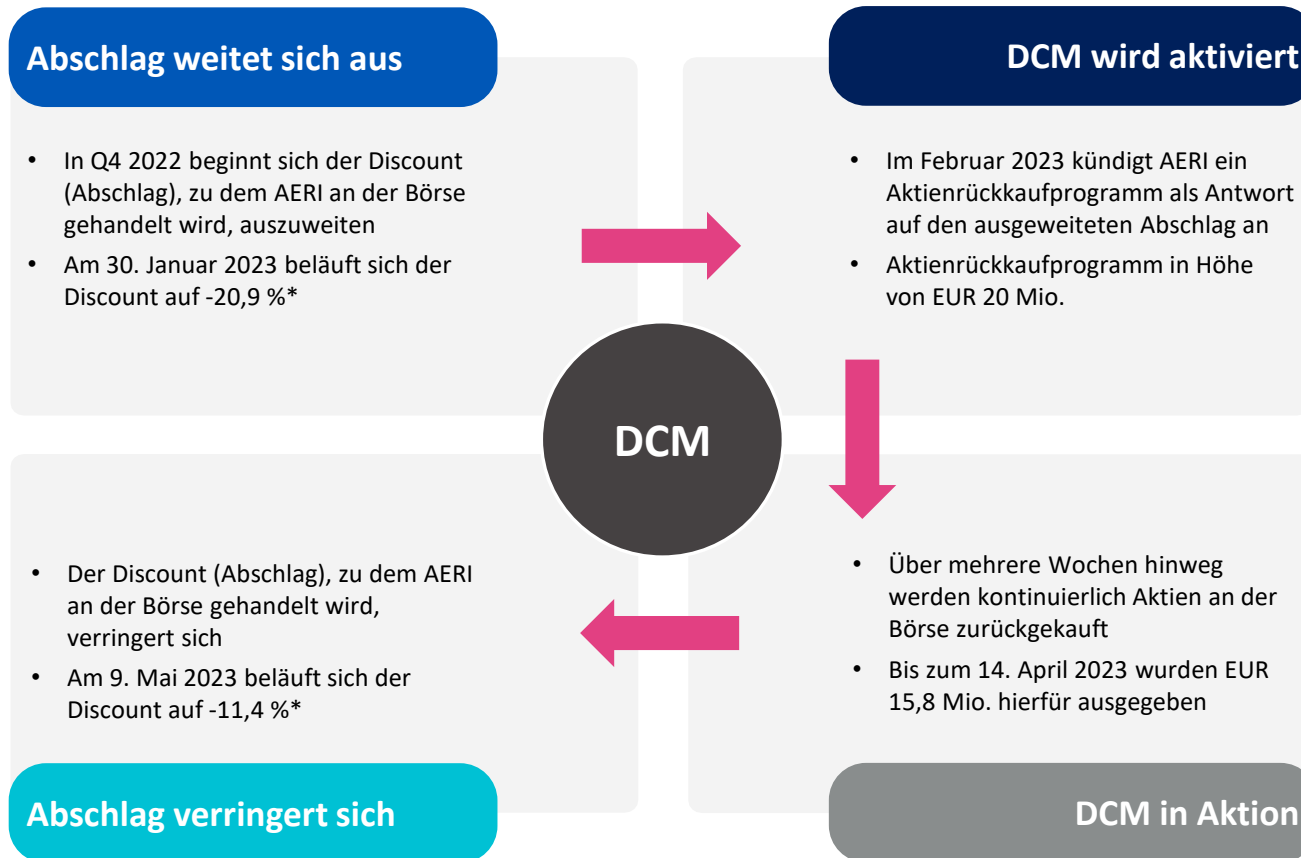 Abschlag weitet sich aus
• In Q4 2022 beginnt sich der Discount
(Abschlag), zu dem AERI an der Börse
gehandelt wird, auszuweiten
• Am 30. Januar 2023 beläuft sich der
Discount auf -20,9 %*
DCM wird aktiviert
• Im Februar 2023 kündigt AERI ein
Aktienrückkaufprogramm als Antwort
auf den ausgeweiteten Abschlag an
• Aktienrückkaufprogramm in Höhe
von EUR 20 Mio.
DCM
• Über mehrere Wochen hinweg
werden kontinuierlich Aktien an der
Börse zurückgekauft
• Bis zum 14. April 2023 wurden EUR
15,8 Mio. hierfür ausgegeben
DCM in Aktion
• Der Discount (Abschlag), zu dem AERI
an der Börse gehandelt wird,
verringert sich
• Am 9. Mai 2023 beläuft sich der
Discount auf -11,4 %*
Abschlag verringert sich